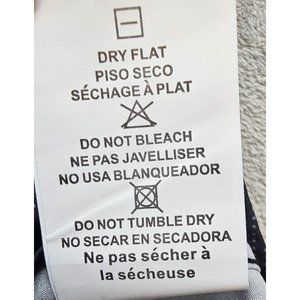 DRY FLAT
PISO SECO
SÉCHAGE À PLAT
DO NOT BLEACH
NE PAS JAVELLISER
NO USA BLANQUEADOR
DO NOT TUMBLE DRY
NO SECAR EN SECADORA
Ne pas sécher à
la sécheuse